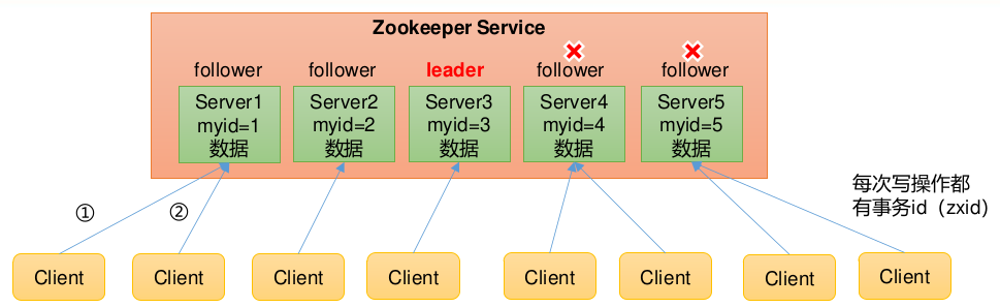 Zookeeper Service
follower
follower
leader
follower
follower
Server1
myid=1
数据
Server2
myid=2
数据
Server3
myid=3
数据
Server4
myid=4
数据
Server5
myid=5
数据
每次写操作都
有事务id（zxid)
①
②
Client
Client
Client
Client
Client
Client
Client
Client